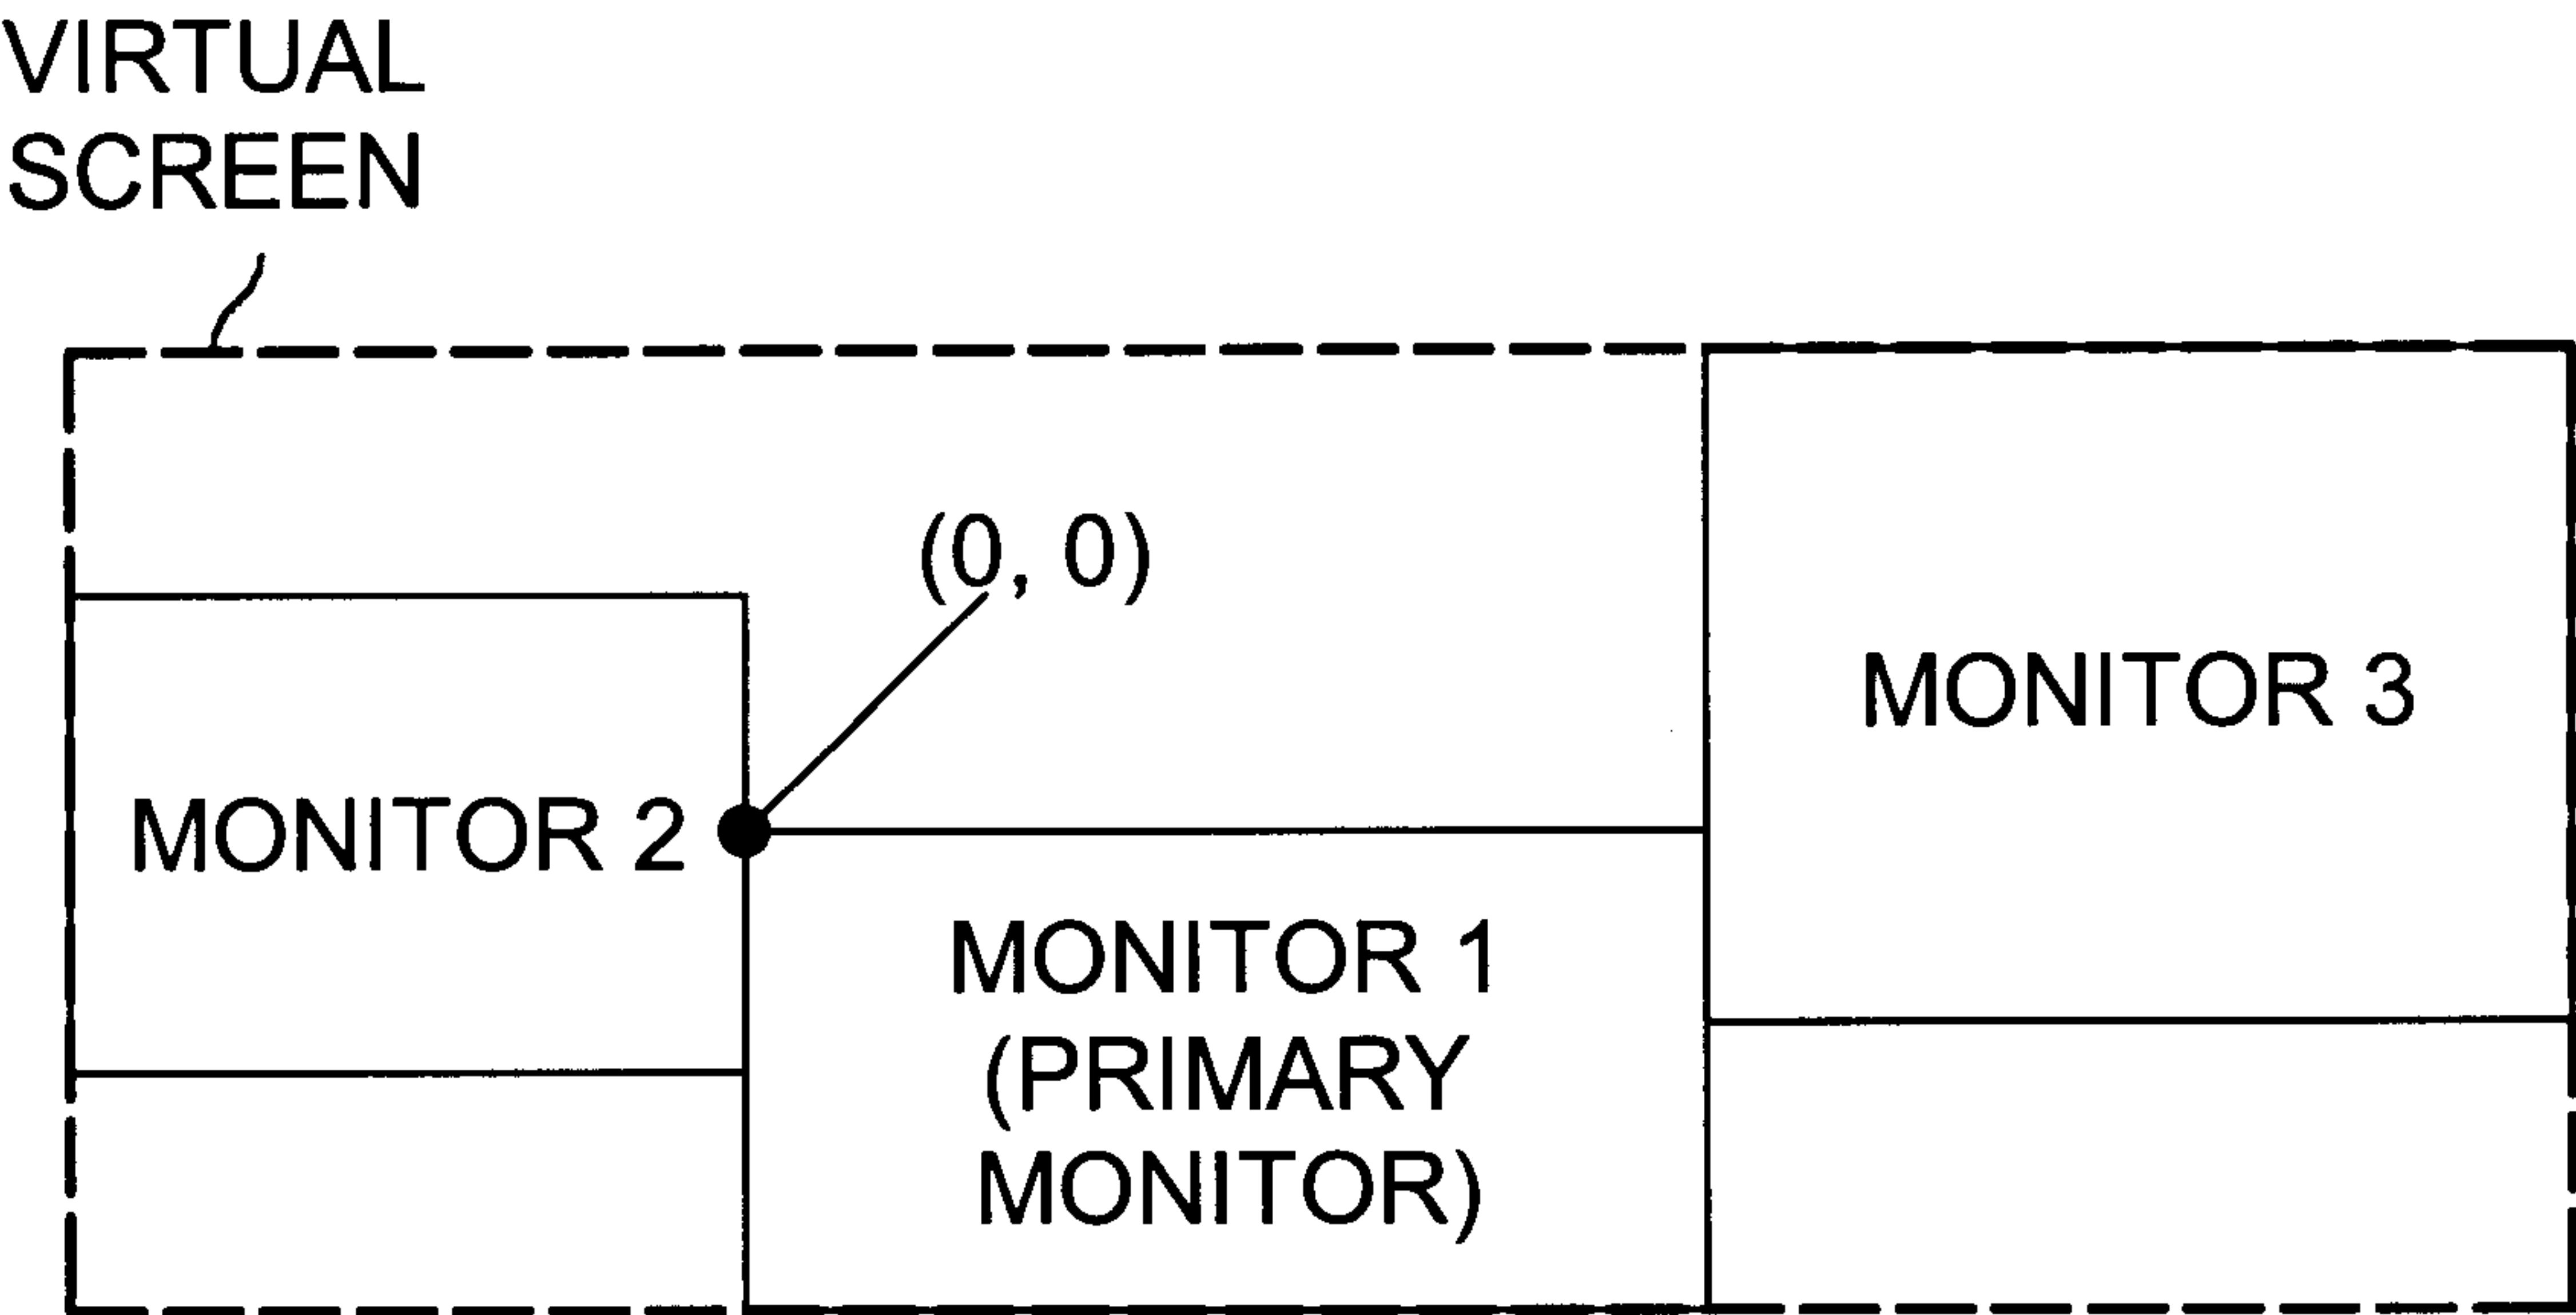 VIRTUAL
SCREEN
(0, 0)
MONITOR 3
MONITOR 2
MONITOR 1
(PRIMARY
MONITOR)